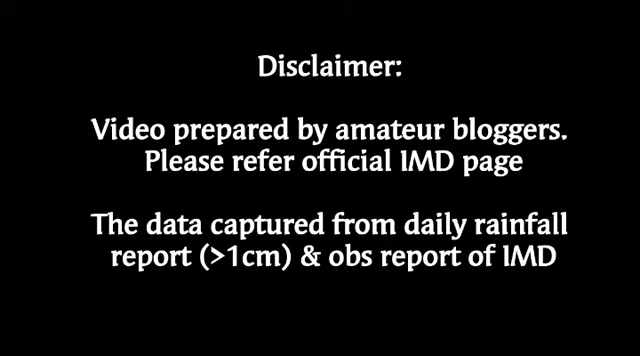 Disclaimer:
Video prepared by amateur bloggers.
Please refer official IMD page
The data captured from daily rainfall
report (>1cm) & obs report of IMD